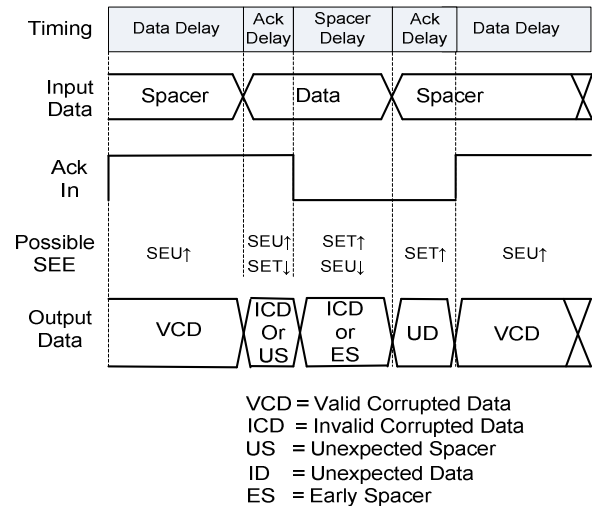 Timing Data Delay Ack Delay Spacer Delay Ack Delay Data Delay
Input Data Spacer Data Spacer
Ack In
Possible SEE SEU↑ SEU↑ SET↓ SET↑ SEU↓ SET↑ SEU↑
Output Data VCD ICD Or US ICD or ES UD VCD
VCD = Valid Corrupted Data
ICD = Invalid Corrupted Data
US = Unexpected Spacer
ID = Unexpected Data
ES = Early Spacer